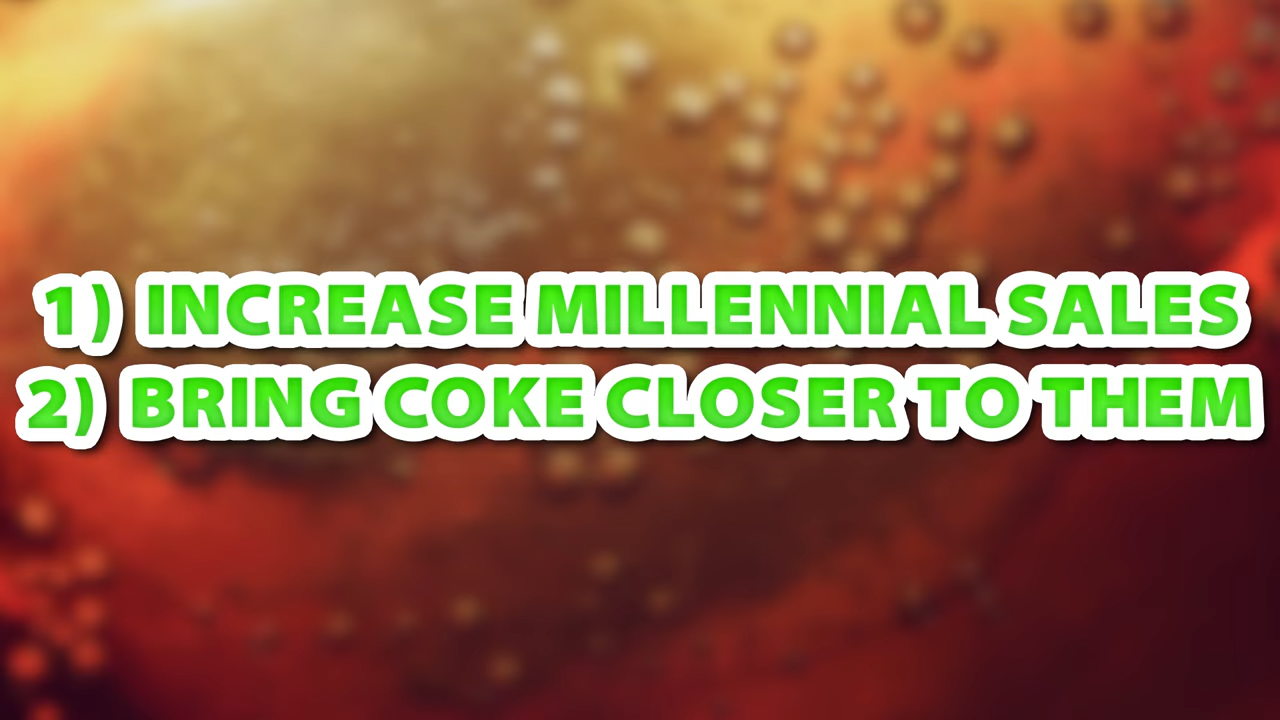 1) INCREASE MILLENNIAL SALES
2) BRING COKE CLOSER TO THEM